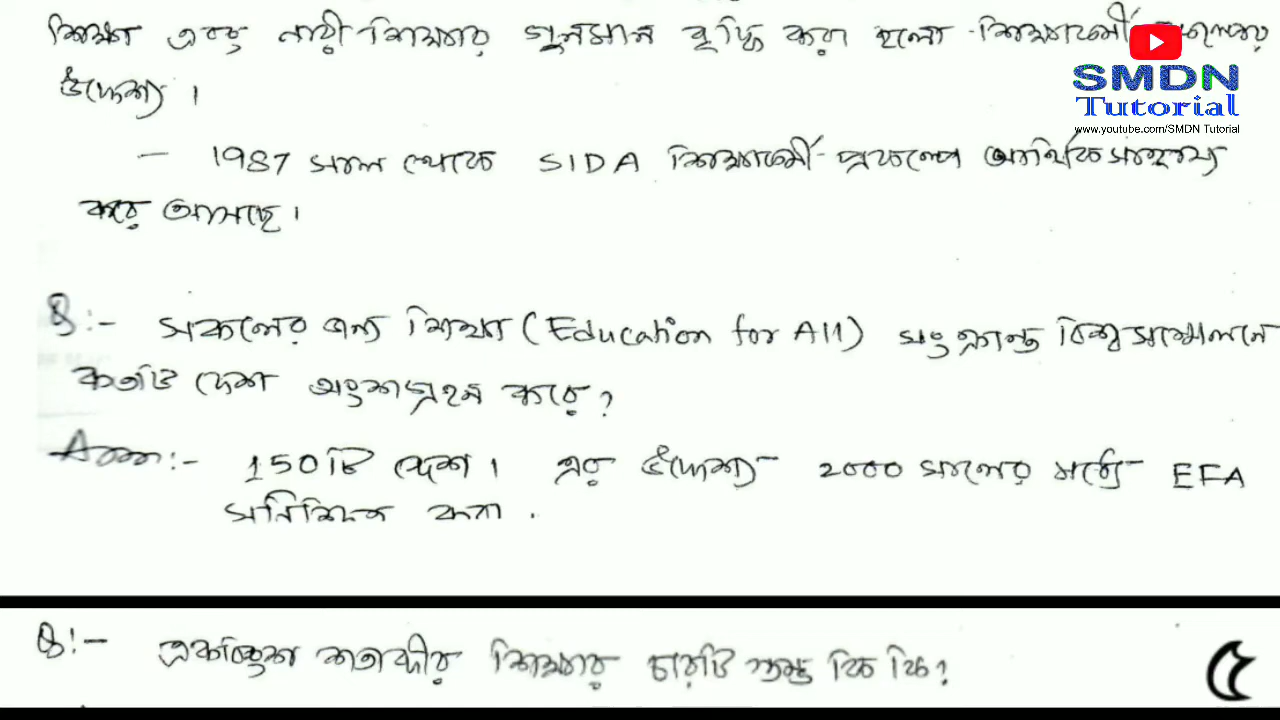 শিক্ষা এবং নারী শিক্ষার গুনমান বৃদ্ধি করা হলো শিক্ষাকর্মী প্রকল্পের
SMDN
Tutorial
www.youtube.com/SMDN Tutorial
উদ্দেশ্য ।
– 1987 সাল থেকে SIDA শিক্ষাকর্মী প্রকল্পে আর্থিক সাহায্য
করে আসছে।
Q:- সকলের জন্য শিক্ষা (Education for All) সংক্রান্ত বিশ্ব সম্মেলনে
কতটি দেশ অংশগ্রহন করে?
Ans:- 150টি দেশ । এর উদ্দেশ্য 2000 সালের মধ্যে EFA
সুনিশ্চিত করা .
Q:- একবিংশ শতাব্দীর শিক্ষার চারটি স্তম্ভ কি কি?
৫